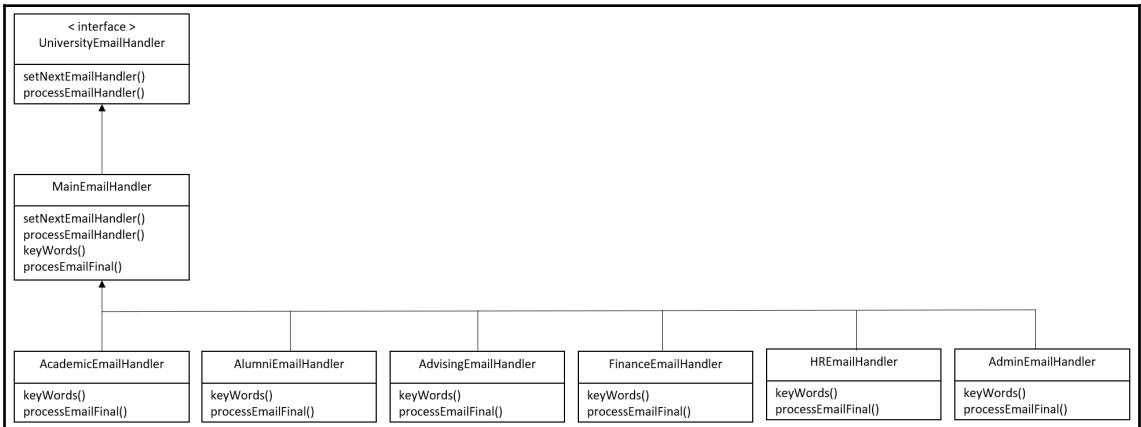 < interface >
UniversityEmailHandler
setNextEmailHandler()
processEmailHandler()
MainEmailHandler
setNextEmailHandler()
processEmailHandler()
keyWords()
procesEmailFinal()
AcademicEmailHandler
keyWords()
processEmailFinal()
AlumniEmailHandler
keyWords()
processEmailFinal()
AdvisingEmailHandler
keyWords()
processEmailFinal()
FinanceEmailHandler
keyWords()
processEmailFinal()
HREmailHandler
keyWords()
processEmailFinal()
AdminEmailHandler
keyWords()
processEmailFinal()